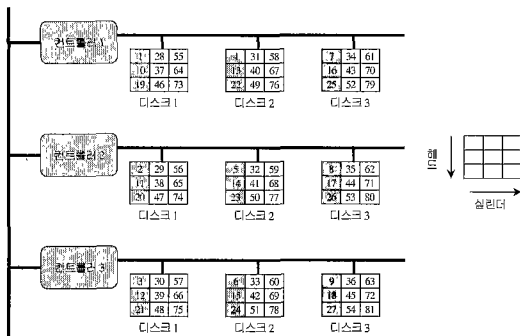 컨트롤러 1
1 28 55
10 37 64
19 46 73
디스크 1
4 31 58
13 40 67
22 49 76
디스크 2
7 34 61
16 43 70
25 52 79
디스크 3
컨트롤러 2
2 29 56
11 38 65
20 47 74
디스크 1
5 32 59
14 41 68
23 50 77
디스크 2
8 35 62
17 44 71
26 53 80
디스크 3
헤드
실린더
컨트롤러 3
3 30 57
12 39 66
21 48 75
디스크 1
6 33 60
15 42 69
24 51 78
디스크 2
9 36 63
18 45 72
27 54 81
디스크 3